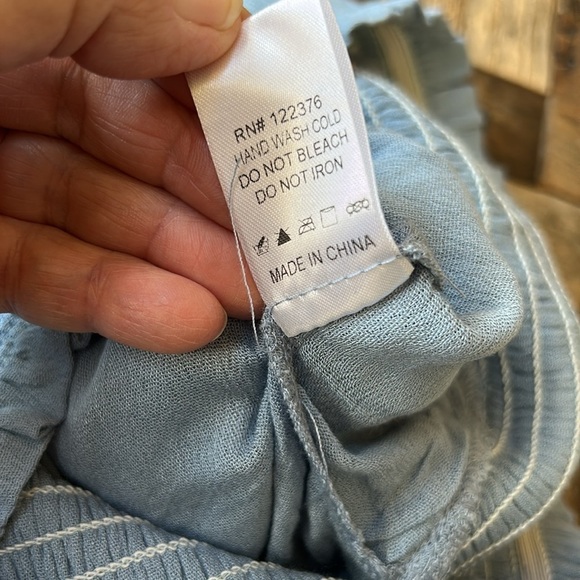 RN# 122376
HAND WASH COLD
DO NOT BLEACH
DO NOT IRON
MADE IN CHINA